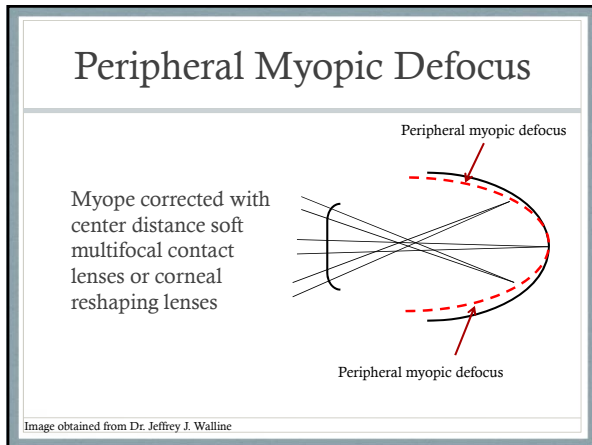 Peripheral Myopic Defocus
Peripheral myopic defocus
Myope corrected with
center distance soft
multifocal contact
lenses or corneal
reshaping lenses
Peripheral myopic defocus
Image obtained from Dr. Jeffrey J. Walline